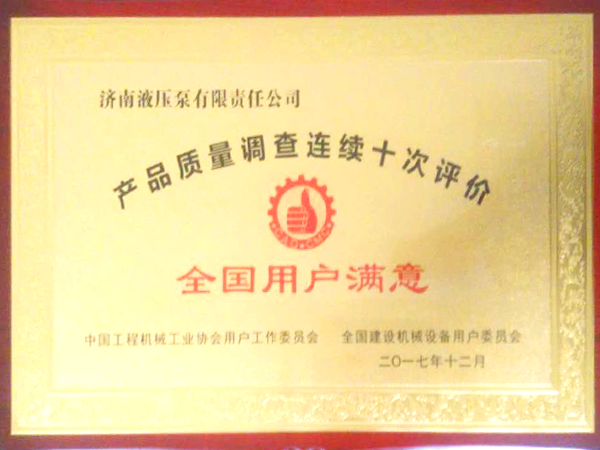 济南液压泵有限责任公司
产品质量调查连续十次评价
CAD·CMC
全国用户满意
中国工程机械工业协会用户工作委员会 全国建设机械设备用户委员会
二〇一七年十二月